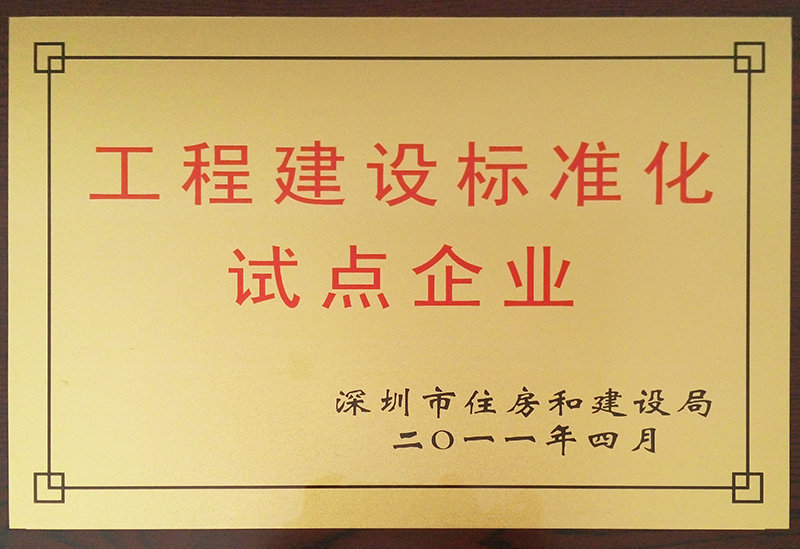 工程建设标准化
试点企业
深圳市住房和建设局
二〇一一年四月